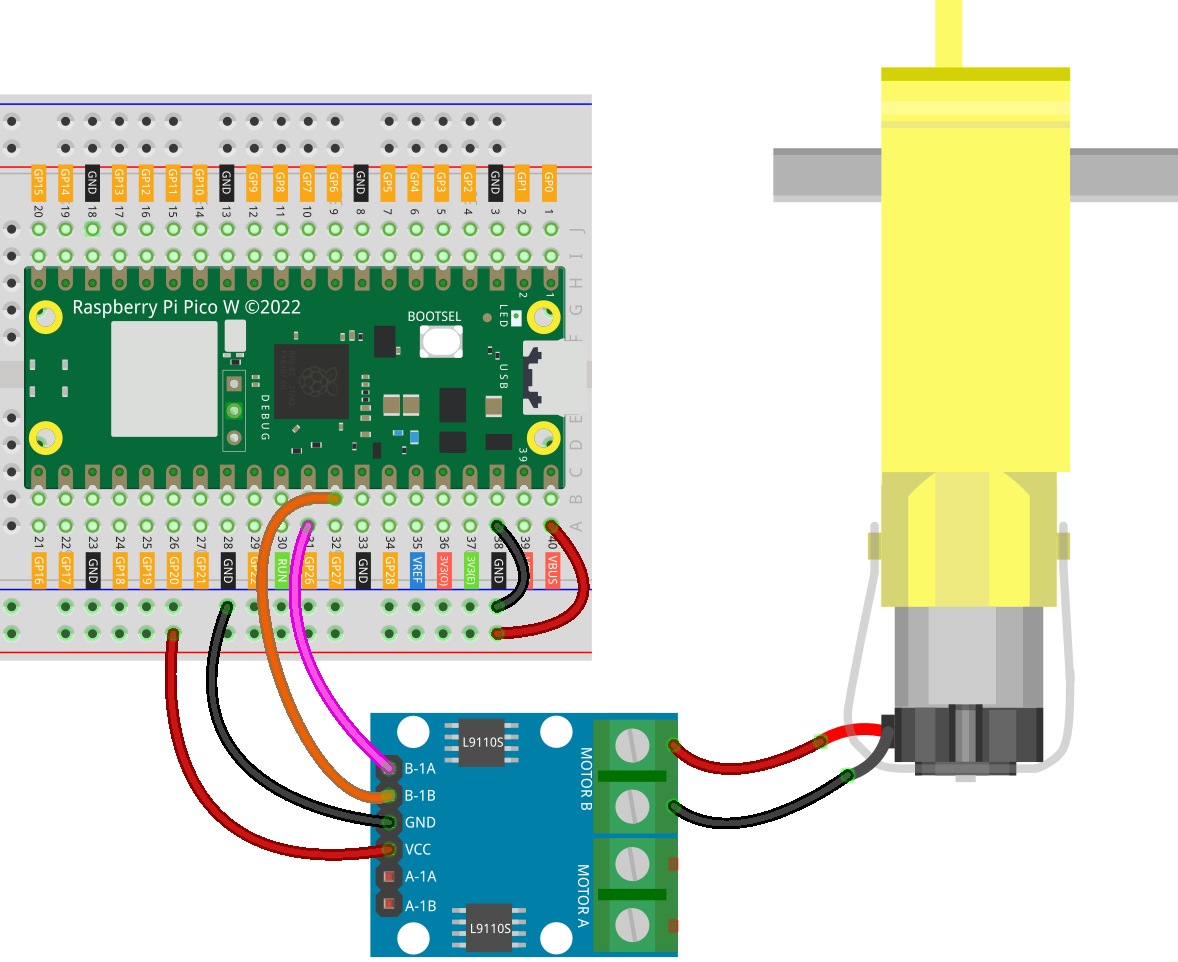 GP15 GP14 GND GP13 GP12 GP11 GP10 GND GP9 GP8 GP7 GP6 GND GP5 GP4 GP3 GP2 GND GP1 GP0
20 19 18 17 16 15 14 13 12 11 10 9 8 7 6 5 4 3 2 1
J
I
H
G
F
2 1
Raspberry Pi Pico W ©2022
BOOTSEL
LED
USB
DEBUG
39
E
D
C
B
A
21 22 23 24 25 26 27 28 29 30 31 32 33 34 35 36 37 38 39 40
GP16 GP17 GND GP18 GP19 GP20 GP21 GND GP22 RUN GP26 GP27 GND GP28 VREF 3V3(O) 3V3(E) GND VBUS
L9110S
MOTOR B
B-1A
B-1B
GND
VCC
A-1A
A-1B
MOTOR A
L9110S